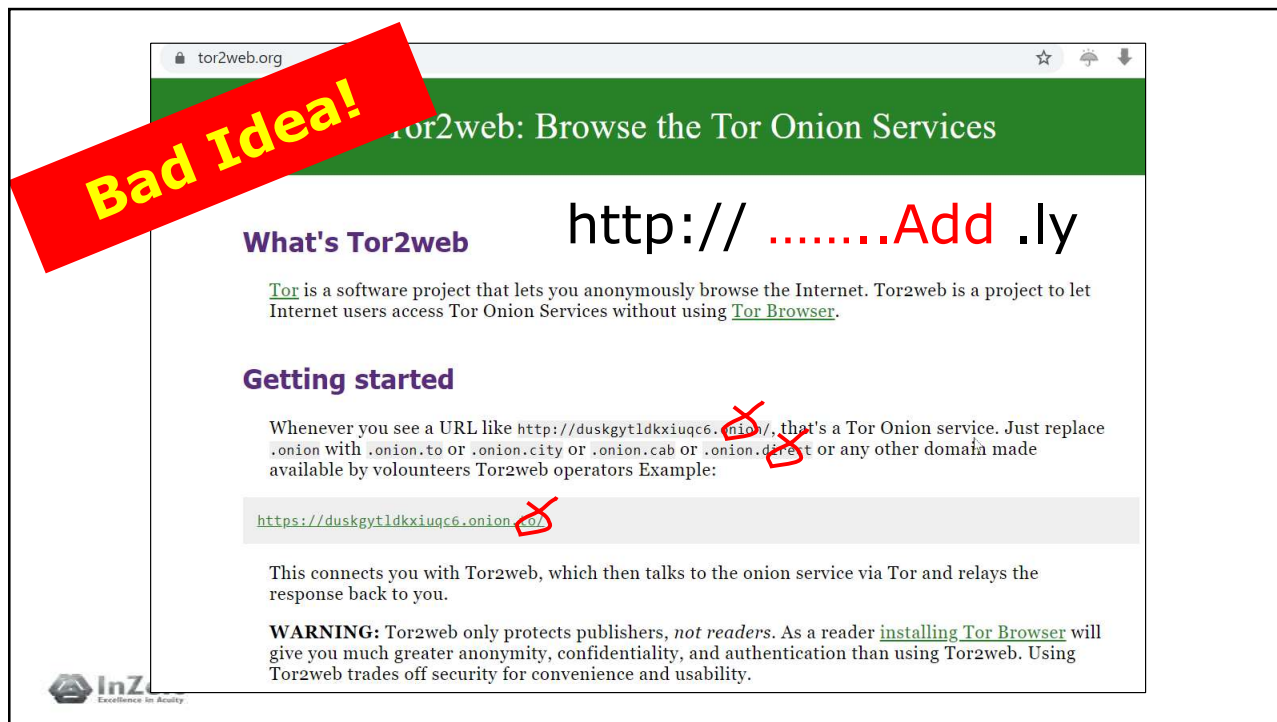 Bad Idea!
tor2web.org
Tor2web: Browse the Tor Onion Services
http:// ........Add .ly
What's Tor2web
Tor is a software project that lets you anonymously browse the Internet. Tor2web is a project to let
Internet users access Tor Onion Services without using Tor Browser.
Getting started
Whenever you see a URL like http://duskgytldkxiuqc6.onion/, that's a Tor Onion service. Just replace
.onion with .onion.to or .onion.city or .onion.cab or .onion.direct or any other domain made
available by volounteers Tor2web operators Example:
https://duskgytldkxiuqc6.onion.to/
This connects you with Tor2web, which then talks to the onion service via Tor and relays the
response back to you.
WARNING: Tor2web only protects publishers, not readers. As a reader installing Tor Browser will
give you much greater anonymity, confidentiality, and authentication than using Tor2web. Using
Tor2web trades off security for convenience and usability.
Excellence in Acuity